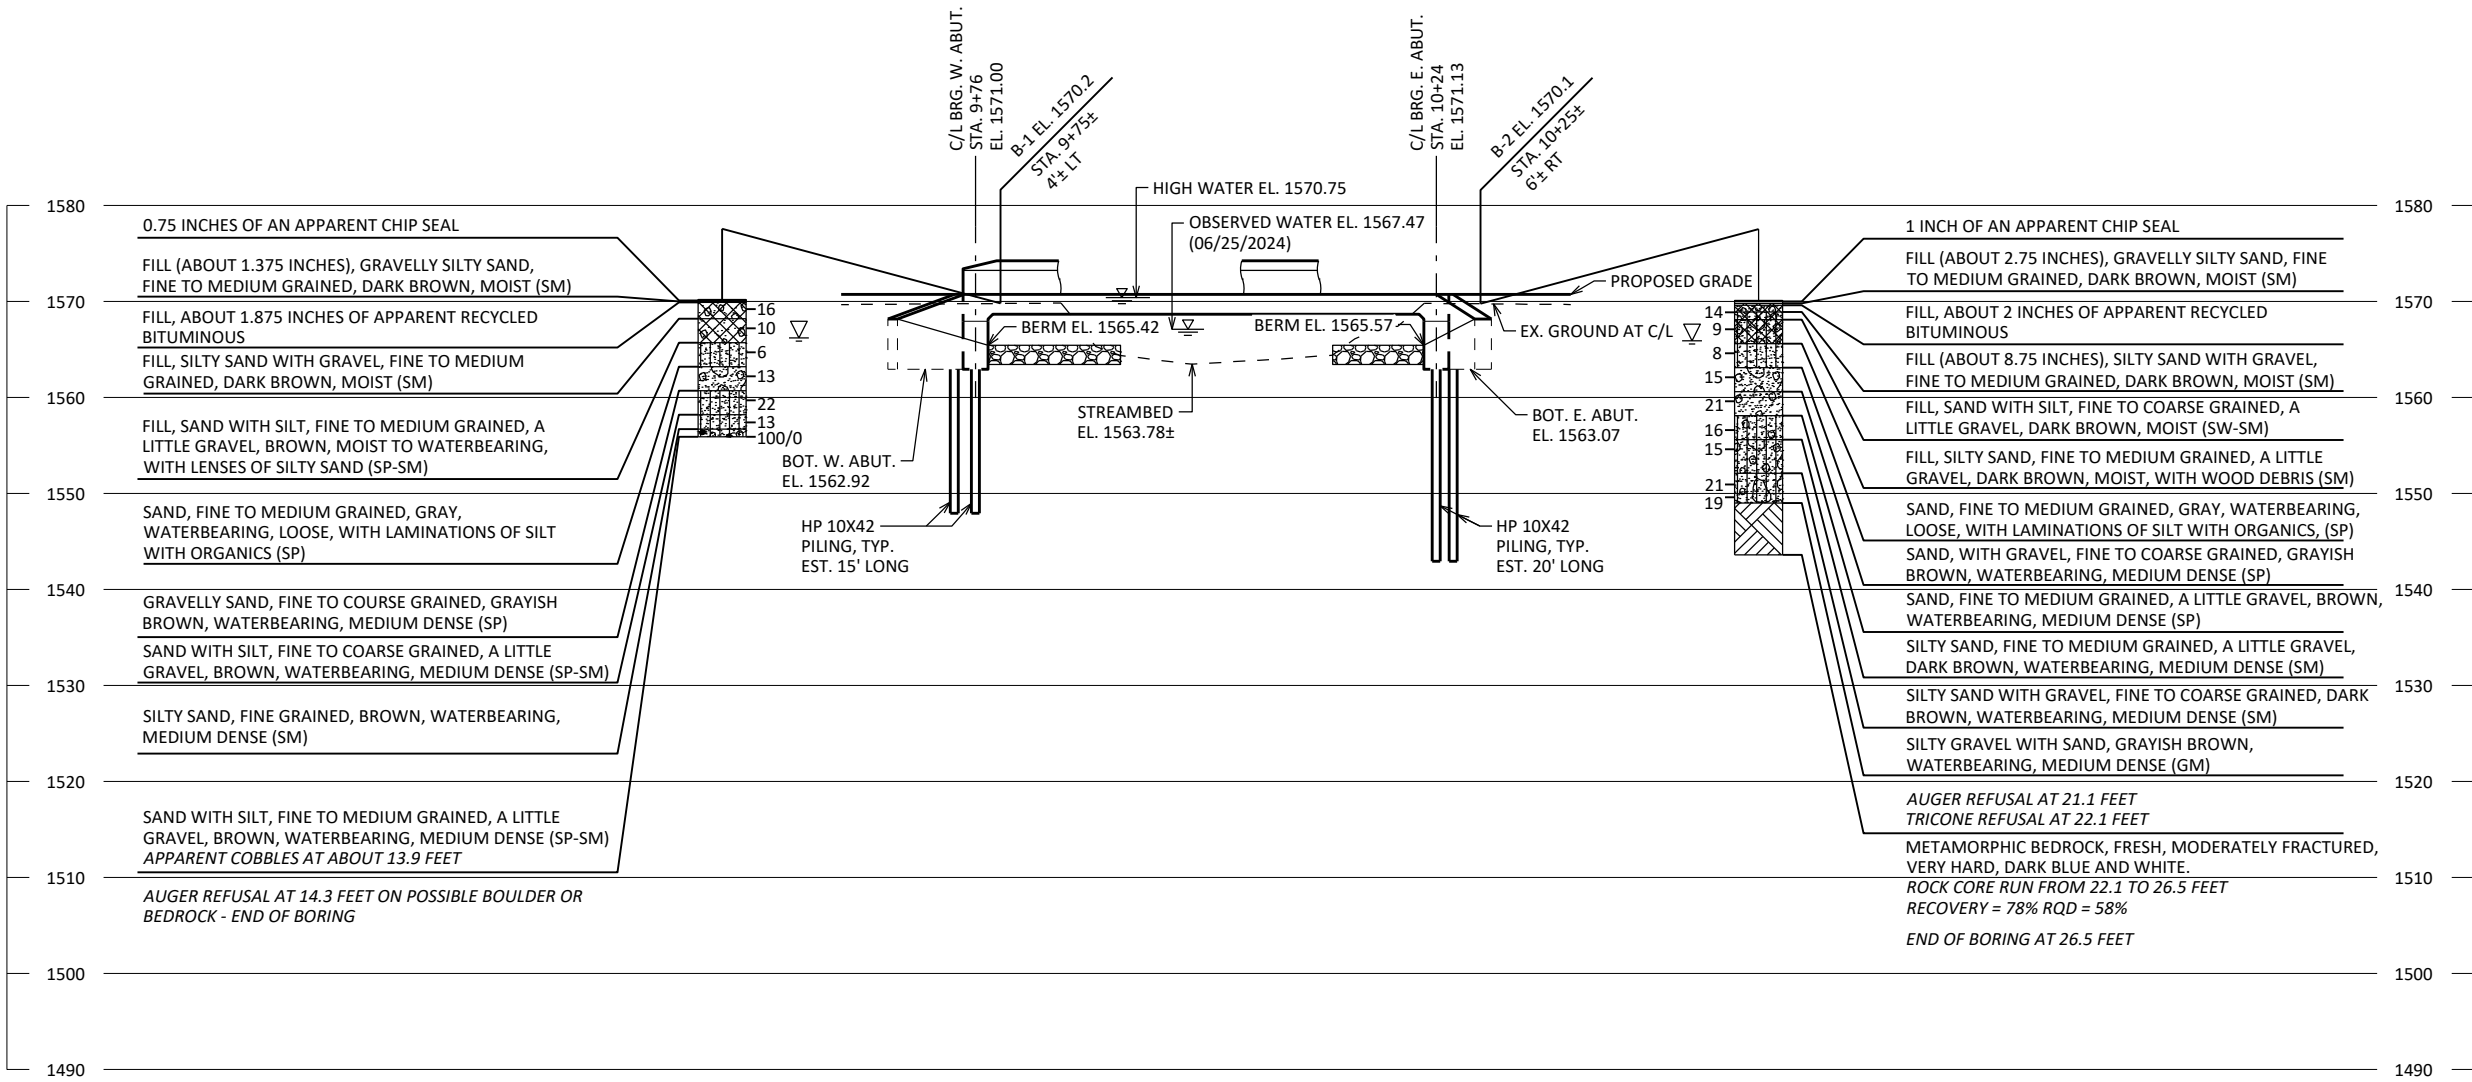 C/L BRG. W. ABUT.
STA. 9+76
EL. 1571.00
B-1 EL. 1570.2
STA. 9+75±
4'± LT
C/L BRG. E. ABUT.
STA. 10+24
EL. 1571.13
B-2 EL. 1570.1
STA. 10+25±
6'± RT
1580
1570
1560
1550
1540
1530
1520
1510
1500
1490
0.75 INCHES OF AN APPARENT CHIP SEAL
FILL (ABOUT 1.375 INCHES), GRAVELLY SILTY SAND,
FINE TO MEDIUM GRAINED, DARK BROWN, MOIST (SM)
FILL, ABOUT 1.875 INCHES OF APPARENT RECYCLED
BITUMINOUS
FILL, SILTY SAND WITH GRAVEL, FINE TO MEDIUM
GRAINED, DARK BROWN, MOIST (SM)
FILL, SAND WITH SILT, FINE TO MEDIUM GRAINED, A
LITTLE GRAVEL, BROWN, MOIST TO WATERBEARING,
WITH LENSES OF SILTY SAND (SP-SM)
SAND, FINE TO MEDIUM GRAINED, GRAY,
WATERBEARING, LOOSE, WITH LAMINATIONS OF SILT
WITH ORGANICS (SP)
GRAVELLY SAND, FINE TO COURSE GRAINED, GRAYISH
BROWN, WATERBEARING, MEDIUM DENSE (SP)
SAND WITH SILT, FINE TO COARSE GRAINED, A LITTLE
GRAVEL, BROWN, WATERBEARING, MEDIUM DENSE (SP-SM)
SILTY SAND, FINE GRAINED, BROWN, WATERBEARING,
MEDIUM DENSE (SM)
SAND WITH SILT, FINE TO MEDIUM GRAINED, A LITTLE
GRAVEL, BROWN, WATERBEARING, MEDIUM DENSE (SP-SM)
APPARENT COBBLES AT ABOUT 13.9 FEET
AUGER REFUSAL AT 14.3 FEET ON POSSIBLE BOULDER OR
BEDROCK - END OF BORING
16
10
6
13
22
13
100/0
HIGH WATER EL. 1570.75
OBSERVED WATER EL. 1567.47
(06/25/2024)
PROPOSED GRADE
BERM EL. 1565.42
BERM EL. 1565.57
EX. GROUND AT C/L
STREAMBED
EL. 1563.78±
BOT. W. ABUT.
EL. 1562.92
BOT. E. ABUT.
EL. 1563.07
HP 10X42
PILING, TYP.
EST. 15' LONG
HP 10X42
PILING, TYP.
EST. 20' LONG
14
9
8
15
21
16
15
21
19
1 INCH OF AN APPARENT CHIP SEAL
FILL (ABOUT 2.75 INCHES), GRAVELLY SILTY SAND, FINE
TO MEDIUM GRAINED, DARK BROWN, MOIST (SM)
FILL, ABOUT 2 INCHES OF APPARENT RECYCLED
BITUMINOUS
FILL (ABOUT 8.75 INCHES), SILTY SAND WITH GRAVEL,
FINE TO MEDIUM GRAINED, DARK BROWN, MOIST (SM)
FILL, SAND WITH SILT, FINE TO COARSE GRAINED, A
LITTLE GRAVEL, DARK BROWN, MOIST (SW-SM)
FILL, SILTY SAND, FINE TO MEDIUM GRAINED, A LITTLE
GRAVEL, DARK BROWN, MOIST, WITH WOOD DEBRIS (SM)
SAND, FINE TO MEDIUM GRAINED, GRAY, WATERBEARING,
LOOSE, WITH LAMINATIONS OF SILT WITH ORGANICS, (SP)
SAND, WITH GRAVEL, FINE TO COARSE GRAINED, GRAYISH
BROWN, WATERBEARING, MEDIUM DENSE (SP)
SAND, FINE TO MEDIUM GRAINED, A LITTLE GRAVEL, BROWN,
WATERBEARING, MEDIUM DENSE (SP)
SILTY SAND, FINE TO MEDIUM GRAINED, A LITTLE GRAVEL,
DARK BROWN, WATERBEARING, MEDIUM DENSE (SM)
SILTY SAND WITH GRAVEL, FINE TO COARSE GRAINED, DARK
BROWN, WATERBEARING, MEDIUM DENSE (SM)
SILTY GRAVEL WITH SAND, GRAYISH BROWN,
WATERBEARING, MEDIUM DENSE (GM)
AUGER REFUSAL AT 21.1 FEET
TRICONE REFUSAL AT 22.1 FEET
METAMORPHIC BEDROCK, FRESH, MODERATELY FRACTURED,
VERY HARD, DARK BLUE AND WHITE.
ROCK CORE RUN FROM 22.1 TO 26.5 FEET
RECOVERY = 78% RQD = 58%
END OF BORING AT 26.5 FEET
1580
1570
1560
1550
1540
1530
1520
1510
1500
1490